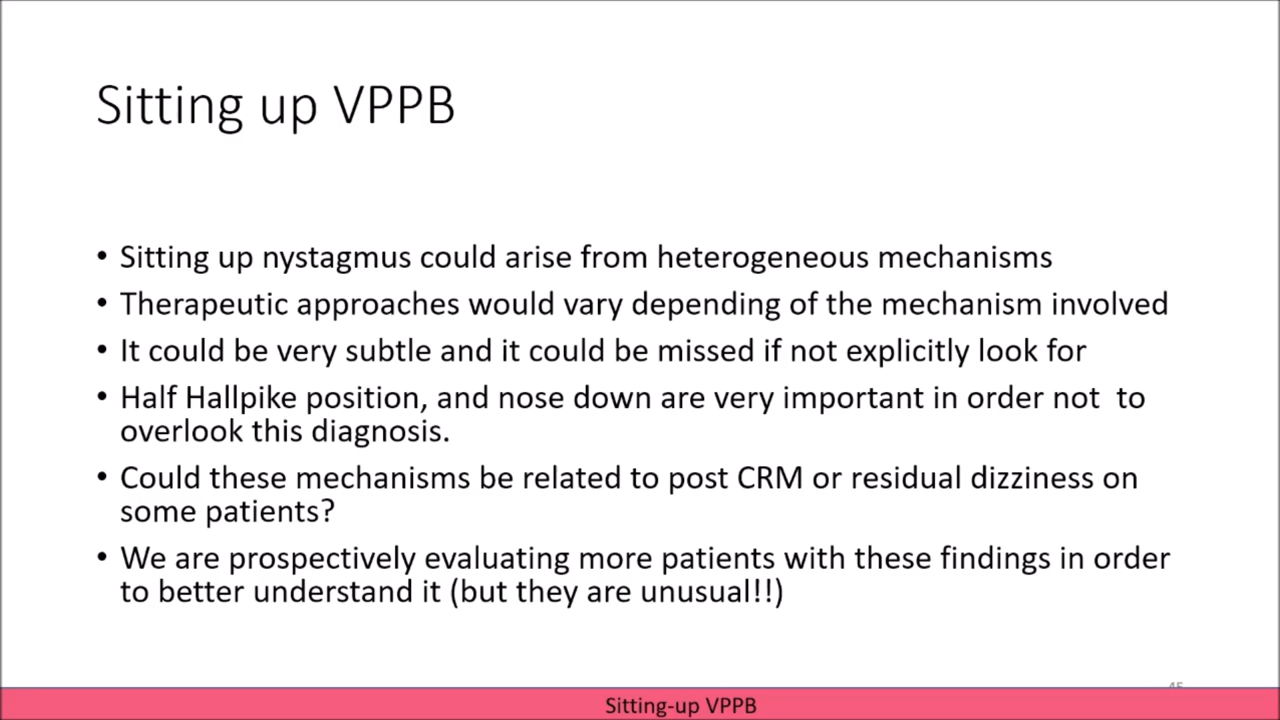 Sitting up VPPB
• Sitting up nystagmus could arise from heterogeneous mechanisms
• Therapeutic approaches would vary depending of the mechanism involved
• It could be very subtle and it could be missed if not explicitly look for
• Half Hallpike position, and nose down are very important in order not  to
overlook this diagnosis.
• Could these mechanisms be related to post CRM or residual dizziness on
some patients?
• We are prospectively evaluating more patients with these findings in order
to better understand it (but they are unusual!!)
Sitting-up VPPB